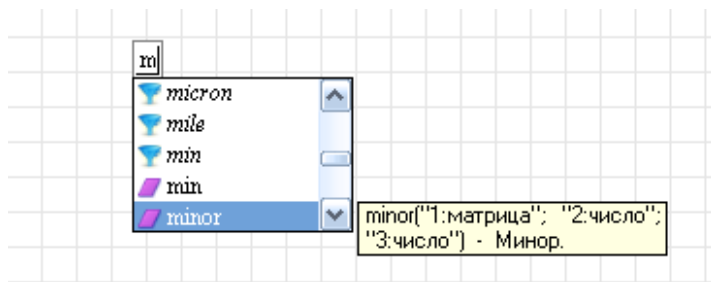 m
micron
mile
min
min
minor
minor("1:матрица"; "2:число";
"3:число") - Минор.